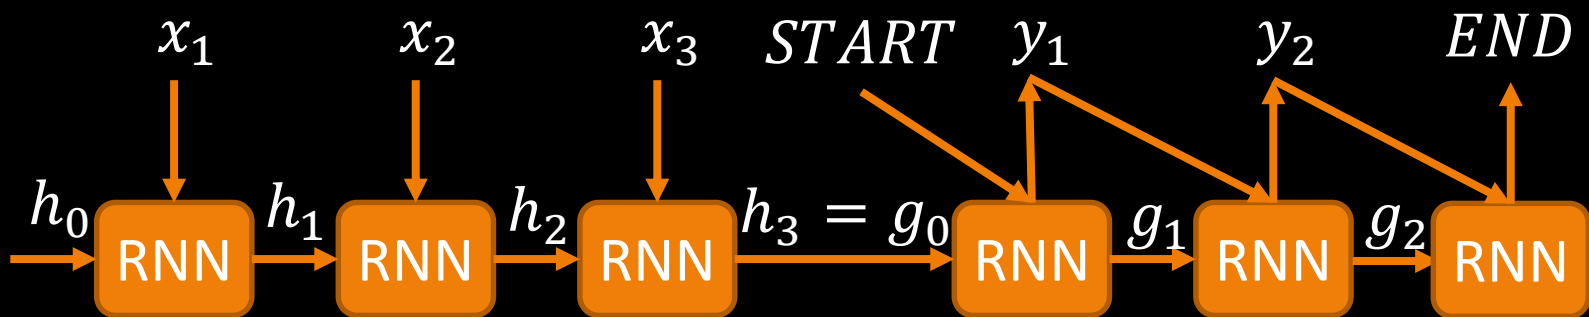 x₁ x₂ x₃ START y₁ y₂ END
h₀ h₁ h₂ h₃ = g₀ g₁ g₂
RNN RNN RNN RNN RNN RNN